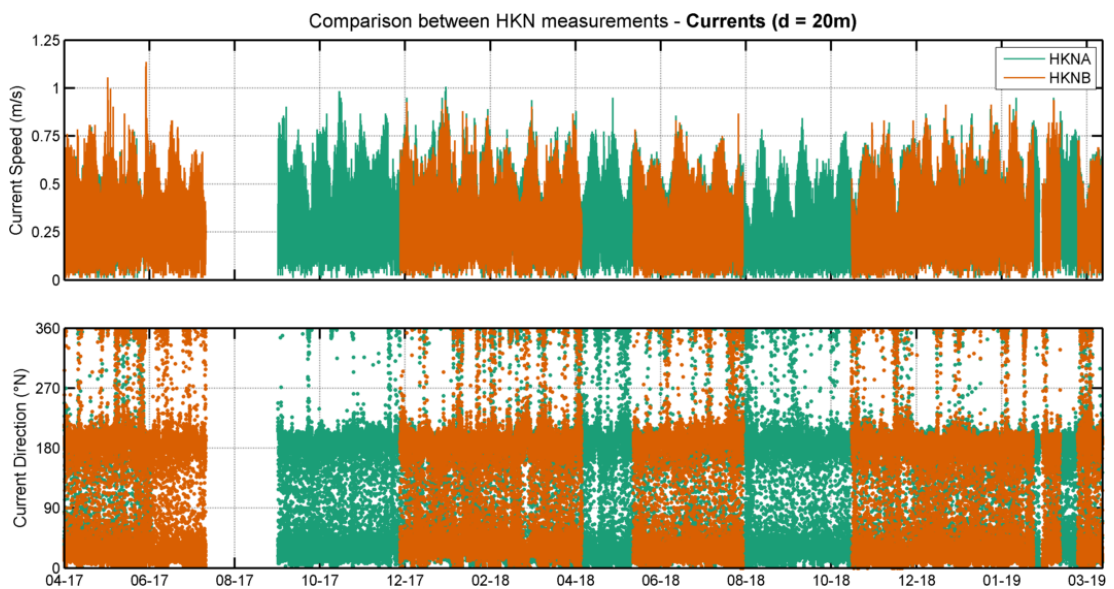 Comparison between HKN measurements - Currents (d = 20m)
1.25
1
0.75
0.5
0.25
0
Current Speed (m/s)
HKNA
HKNB
360
270
180
90
0
Current Direction (°N)
04-17 06-17 08-17 10-17 12-17 02-18 04-18 06-18 08-18 10-18 12-18 01-19 03-19